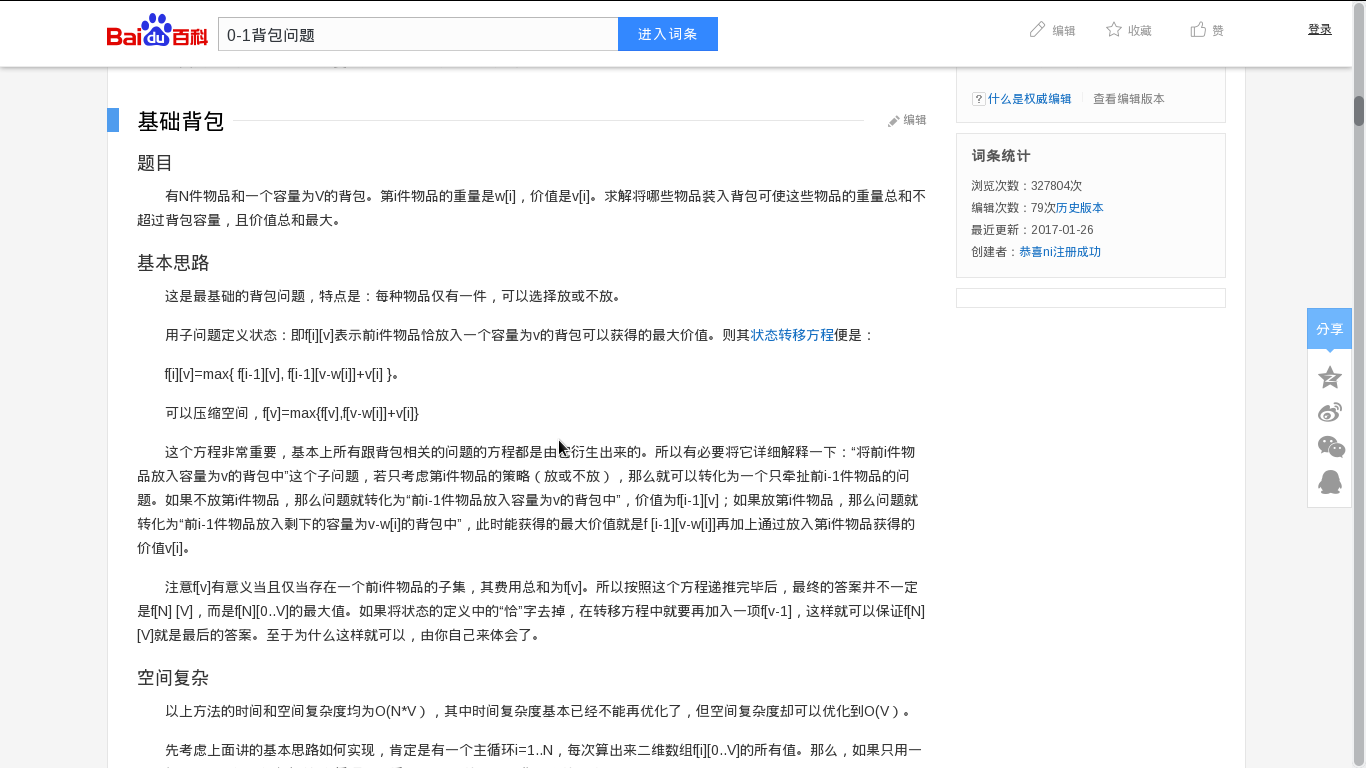 Baidu百科
0-1背包问题
进入词条
编辑
收藏
赞
登录
基础背包
编辑
题目
有N件物品和一个容量为V的背包。第i件物品的重量是w[i]，价值是v[i]。求解将哪些物品装入背包可使这些物品的重量总和不
超过背包容量，且价值总和最大。
基本思路
这是最基础的背包问题，特点是：每种物品仅有一件，可以选择放或不放。
用子问题定义状态：即f[i][v]表示前i件物品恰放入一个容量为v的背包可以获得的最大价值。则其状态转移方程便是：
f[i][v]=max{ f[i-1][v], f[i-1][v-w[i]]+v[i] }。
可以压缩空间，f[v]=max{f[v],f[v-w[i]]+v[i]}
这个方程非常重要，基本上所有跟背包相关的问题的方程都是由它衍生出来的。所以有必要将它详细解释一下：“将前i件物
品放入容量为v的背包中”这个子问题，若只考虑第i件物品的策略（放或不放），那么就可以转化为一个只牵扯前i-1件物品的问
题。如果不放第i件物品，那么问题就转化为“前i-1件物品放入容量为v的背包中”，价值为f[i-1][v]；如果放第i件物品，那么问题就
转化为“前i-1件物品放入剩下的容量为v-w[i]的背包中”，此时能获得的最大价值就是f [i-1][v-w[i]]再加上通过放入第i件物品获得的
价值v[i]。
注意f[v]有意义当且仅当存在一个前i件物品的子集，其费用总和为f[v]。所以按照这个方程递推完毕后，最终的答案并不一定
是f[N] [V]，而是f[N][0..V]的最大值。如果将状态的定义中的“恰”字去掉，在转移方程中就要再加入一项f[v-1]，这样就可以保证f[N]
[V]就是最后的答案。至于为什么这样就可以，由你自己来体会了。
空间复杂
以上方法的时间和空间复杂度均为O(N*V），其中时间复杂度基本已经不能再优化了，但空间复杂度却可以优化到O(V）。
先考虑上面讲的基本思路如何实现，肯定是有一个主循环i=1..N，每次算出来二维数组f[i][0..V]的所有值。那么，如果只用一
? 什么是权威编辑
查看编辑版本
词条统计
浏览次数：327804次
编辑次数：79次历史版本
最近更新：2017-01-26
创建者：恭喜ni注册成功
分享